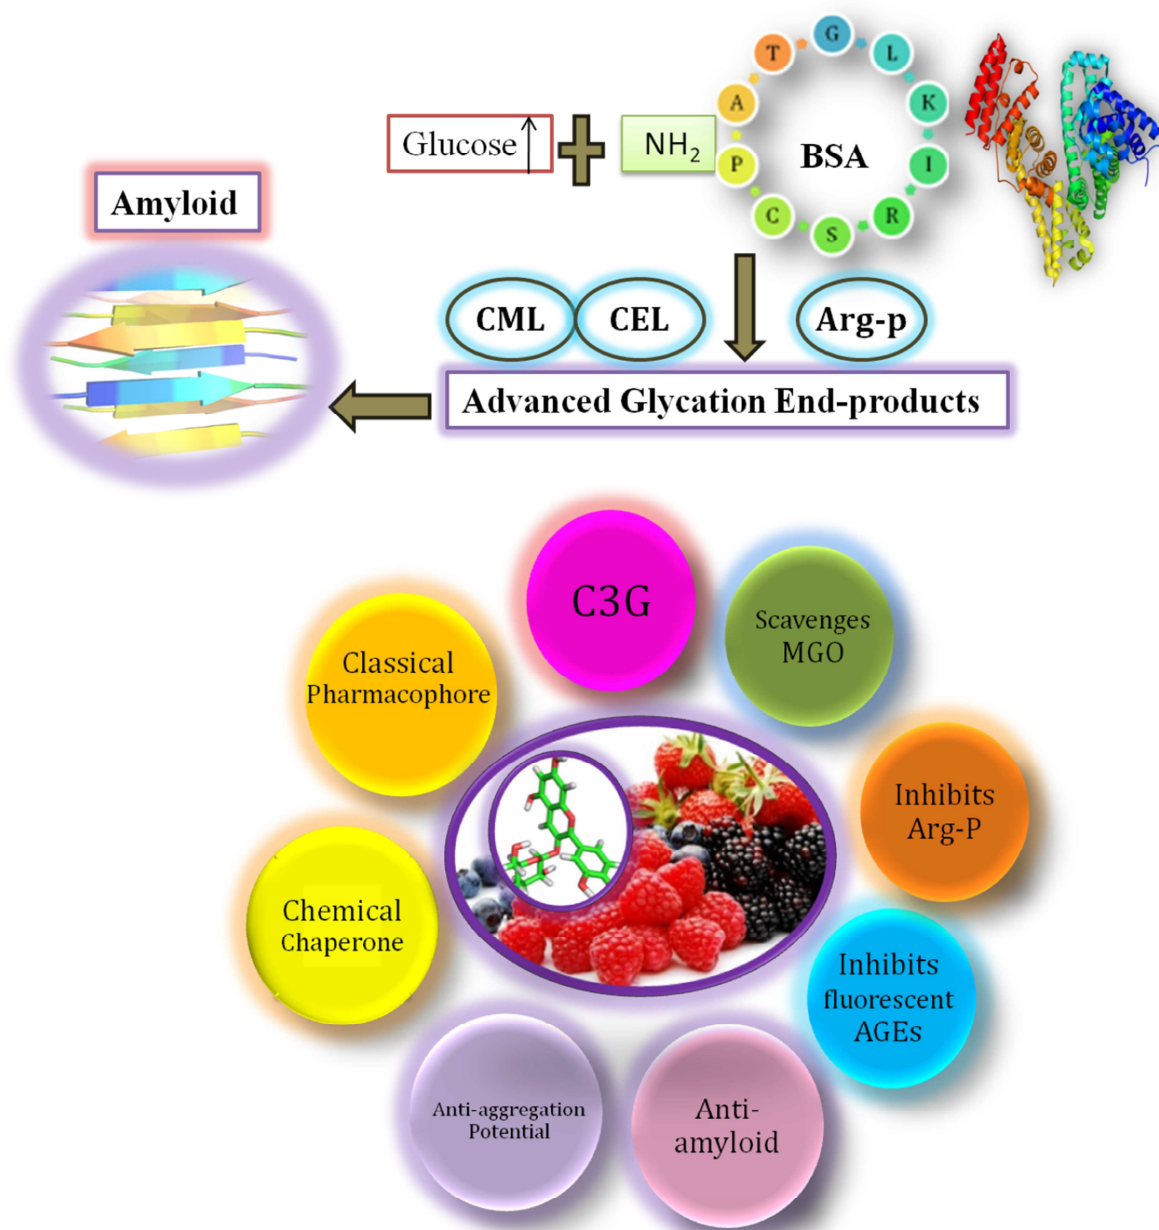 T
G
L
K
I
R
S
C
P
A
BSA
Glucose
NH₂
Amyloid
CML
CEL
Arg-p
Advanced Glycation End-products
C3G
Scavenges
MGO
Classical
Pharmacophore
Inhibits
Arg-P
Chemical
Chaperone
Inhibits
fluorescent
AGEs
Anti-aggregation
Potential
Anti-
amyloid